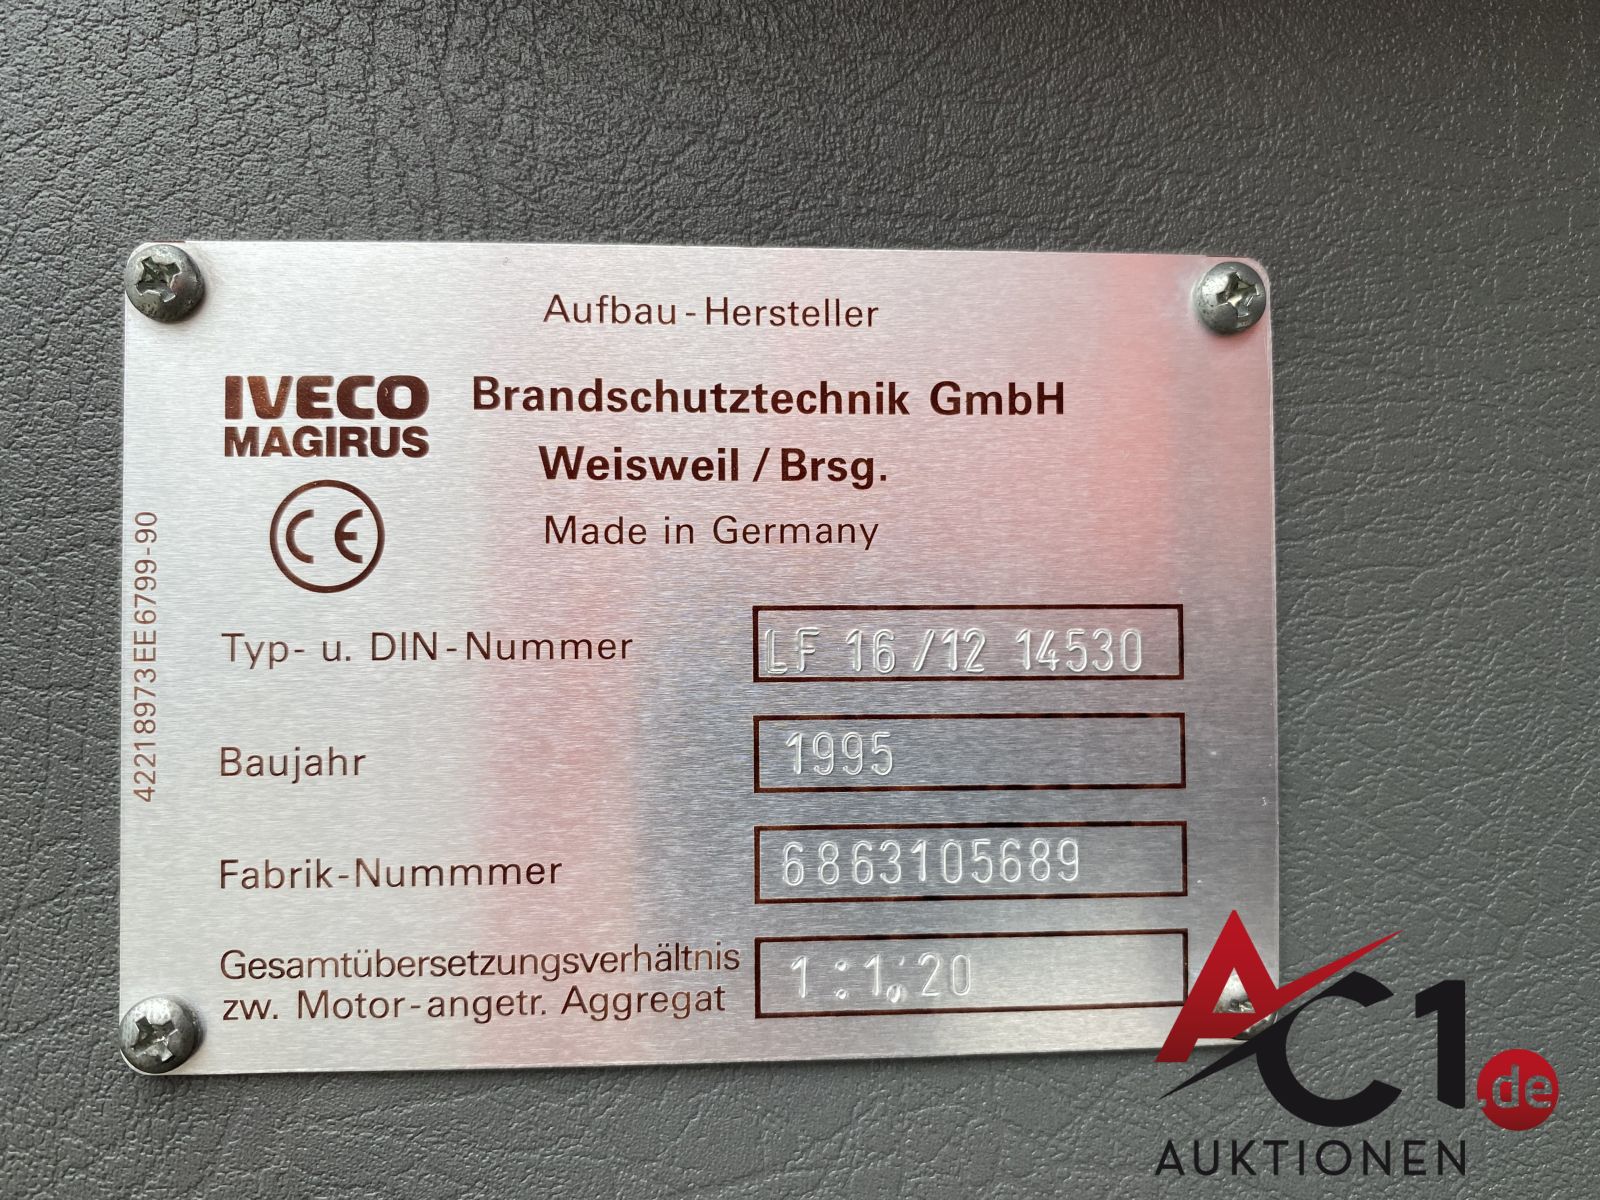 Aufbau-Hersteller
IVECO
MAGIRUS
Brandschutztechnik GmbH
Weisweil / Brsg.
Made in Germany
CE
42218973EE6799-90
Typ- u. DIN-Nummer
LF 16 /12 14530
Baujahr
1995
Fabrik-Nummmer
6863105689
Gesamtübersetzungsverhältnis
zw. Motor-angetr. Aggregat
1:1,20
AC1.de
AUKTIONEN